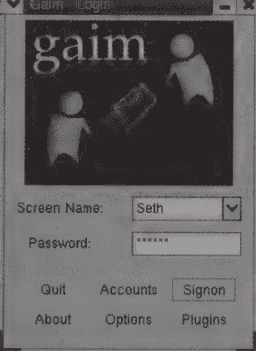 Gaim - Login
gaim
Screen Name: Seth
Password: ******
Quit Accounts Signon
About Options Plugins